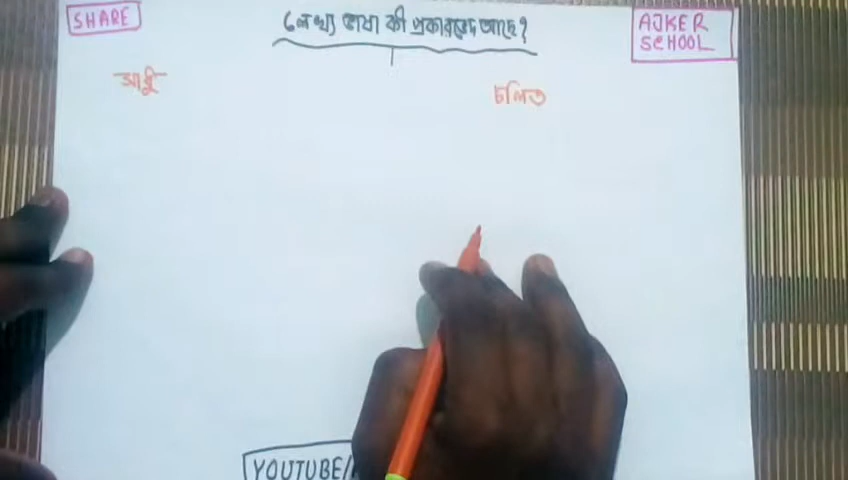 SHARE
লেখ্য ভাষা কী প্রকারভেদ আছে?
AJKER
SCHOOL
সাধু
চলিত
YOUTUBE/